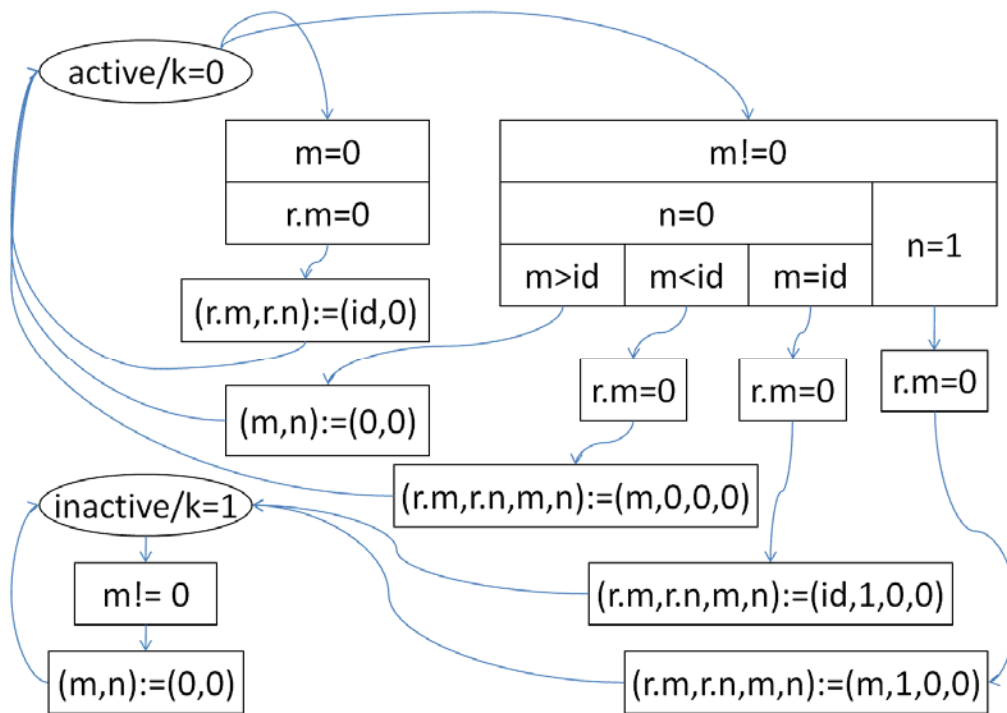 active/k=0
m=0
r.m=0
(r.m,r.n):=(id,0)
m!=0
n=0
n=1
m>id
m<id
m=id
r.m=0
r.m=0
r.m=0
(m,n):=(0,0)
(r.m,r.n,m,n):=(m,0,0,0)
inactive/k=1
m!= 0
(m,n):=(0,0)
(r.m,r.n,m,n):=(id,1,0,0)
(r.m,r.n,m,n):=(m,1,0,0)